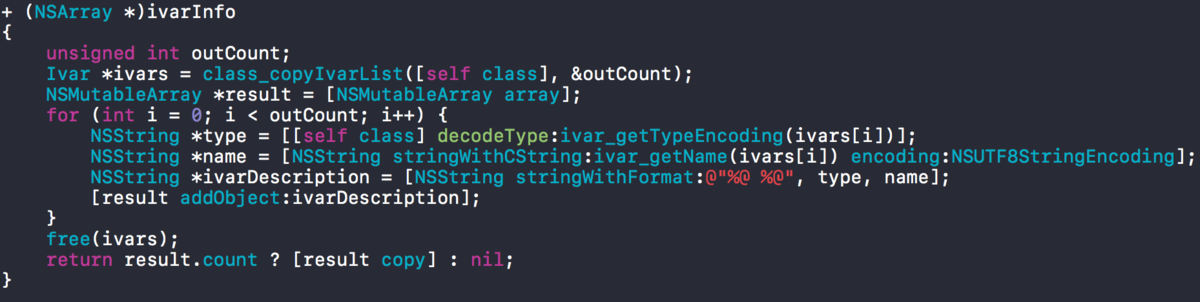 + (NSArray *)ivarInfo
{
    unsigned int outCount;
    Ivar *ivars = class_copyIvarList([self class], &outCount);
    NSMutableArray *result = [NSMutableArray array];
    for (int i = 0; i < outCount; i++) {
        NSString *type = [[self class] decodeType:ivar_getTypeEncoding(ivars[i])];
        NSString *name = [NSString stringWithCString:ivar_getName(ivars[i]) encoding:NSUTF8StringEncoding];
        NSString *ivarDescription = [NSString stringWithFormat:@"%@ %@", type, name];
        [result addObject:ivarDescription];
    }
    free(ivars);
    return result.count ? [result copy] : nil;
}